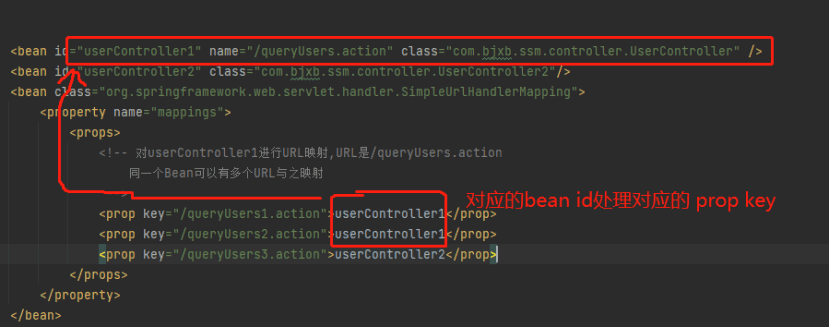 <bean id="userController1" name="/queryUsers.action" class="com.bjxb.ssm.controller.UserController" />
<bean id="userController2" class="com.bjxb.ssm.controller.UserController2"/>
<bean class="org.springframework.web.servlet.handler.SimpleUrlHandlerMapping">
<property name="mappings">
<props>
<!-- 对userController1进行URL映射,URL是/queryUsers.action
同一个Bean可以有多个URL与之映射
<prop key="/queryUsers1.action">userController1</prop>
<prop key="/queryUsers2.action">userController1</prop>
<prop key="/queryUsers3.action">userController2</prop>
对应的bean id处理对应的 prop key
</props>
</property>
</bean>